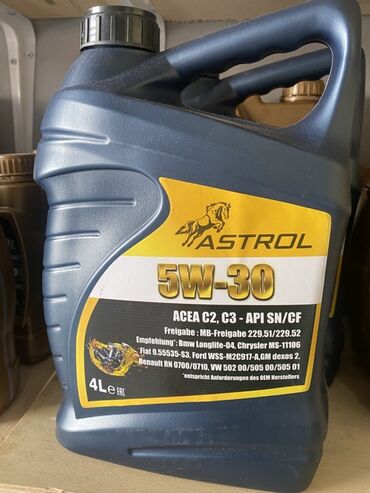 ASTROL
5W-30
ACEA C2, C3 - API SN/CF
Freigabe : MB-Freigabe 229.51/229.52
Empfehlung*: Bmw Longlife-04, Chrysler MS-11106
Fiat 9.55535-S3, Ford WSS-M2C917-A,GM dexos 2,
Renault RN 0700/0710, VW 502 00/505 00/505 01
*entspricht Anforderungen des OEM Herstellers
4L e EAC